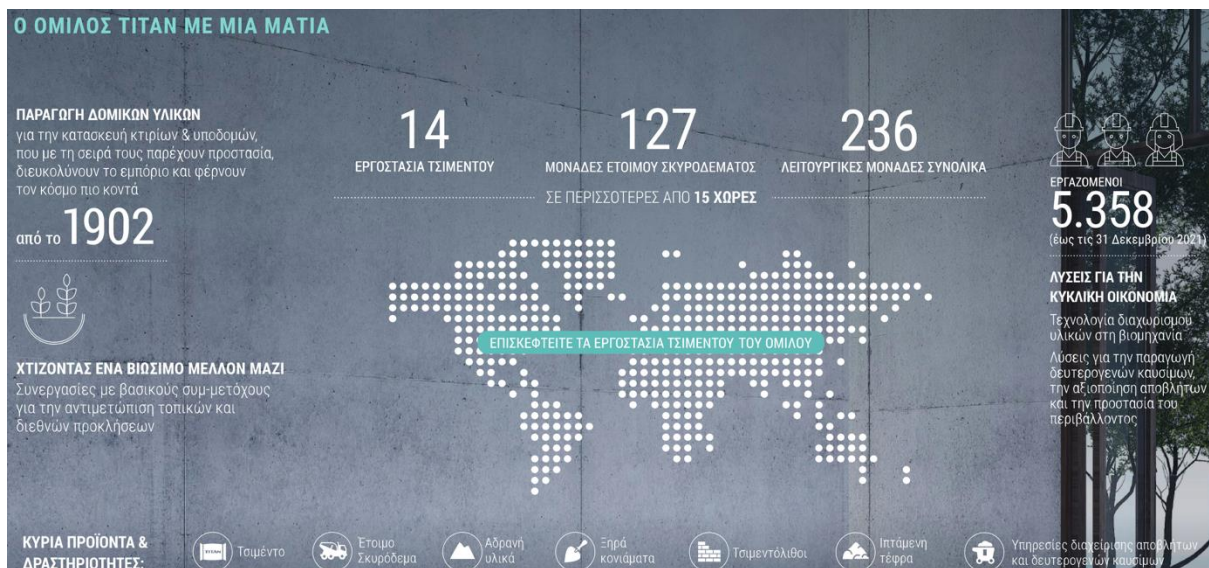 Ο ΟΜΙΛΟΣ ΤΙΤΑΝ ΜΕ ΜΙΑ ΜΑΤΙΑ
ΠΑΡΑΓΩΓΗ ΔΟΜΙΚΩΝ ΥΛΙΚΩΝ
για την κατασκευή κτιρίων & υποδομών,
που με τη σειρά τους παρέχουν προστασία,
διευκολύνουν το εμπόριο και φέρνουν
τον κόσμο πιο κοντά
από το 1902
ΧΤΙΖΟΝΤΑΣ ΕΝΑ ΒΙΩΣΙΜΟ ΜΕΛΛΟΝ ΜΑΖΙ
Συνεργασίες με βασικούς συμ-μετόχους
για την αντιμετώπιση τοπικών και
διεθνών προκλήσεων
14
ΕΡΓΟΣΤΑΣΙΑ ΤΣΙΜΕΝΤΟΥ
127
ΜΟΝΑΔΕΣ ΕΤΟΙΜΟΥ ΣΚΥΡΟΔΕΜΑΤΟΣ
236
ΛΕΙΤΟΥΡΓΙΚΕΣ ΜΟΝΑΔΕΣ ΣΥΝΟΛΙΚΑ
ΣΕ ΠΕΡΙΣΣΟΤΕΡΕΣ ΑΠΟ 15 ΧΩΡΕΣ
ΕΠΙΣΚΕΦΤΕΙΤΕ ΤΑ ΕΡΓΟΣΤΑΣΙΑ ΤΣΙΜΕΝΤΟΥ ΤΟΥ ΟΜΙΛΟΥ
ΕΡΓΑΖΟΜΕΝΟΙ
5.358
(έως τις 31 Δεκεμβρίου 2021)
ΛΥΣΕΙΣ ΓΙΑ ΤΗΝ
ΚΥΚΛΙΚΗ ΟΙΚΟΝΟΜΙΑ
Τεχνολογία διαχωρισμού
υλικών στη βιομηχανία
Λύσεις για την παραγωγή
δευτερογενών καυσίμων,
την αξιοποίηση αποβλήτων
και την προστασία του
περιβάλλοντος
ΚΥΡΙΑ ΠΡΟΪΟΝΤΑ &
ΔΡΑΣΤΗΡΙΟΤΗΤΕΣ:
TITAN
Τσιμέντο
Έτοιμο
Σκυρόδεμα
Αδρανή
υλικά
Ξηρά
κονιάματα
Τσιμεντόλιθοι
Ιπτάμενη
τέφρα
Υπηρεσίες διαχείρισης αποβλήτων
και δευτερογενών καυσίμων